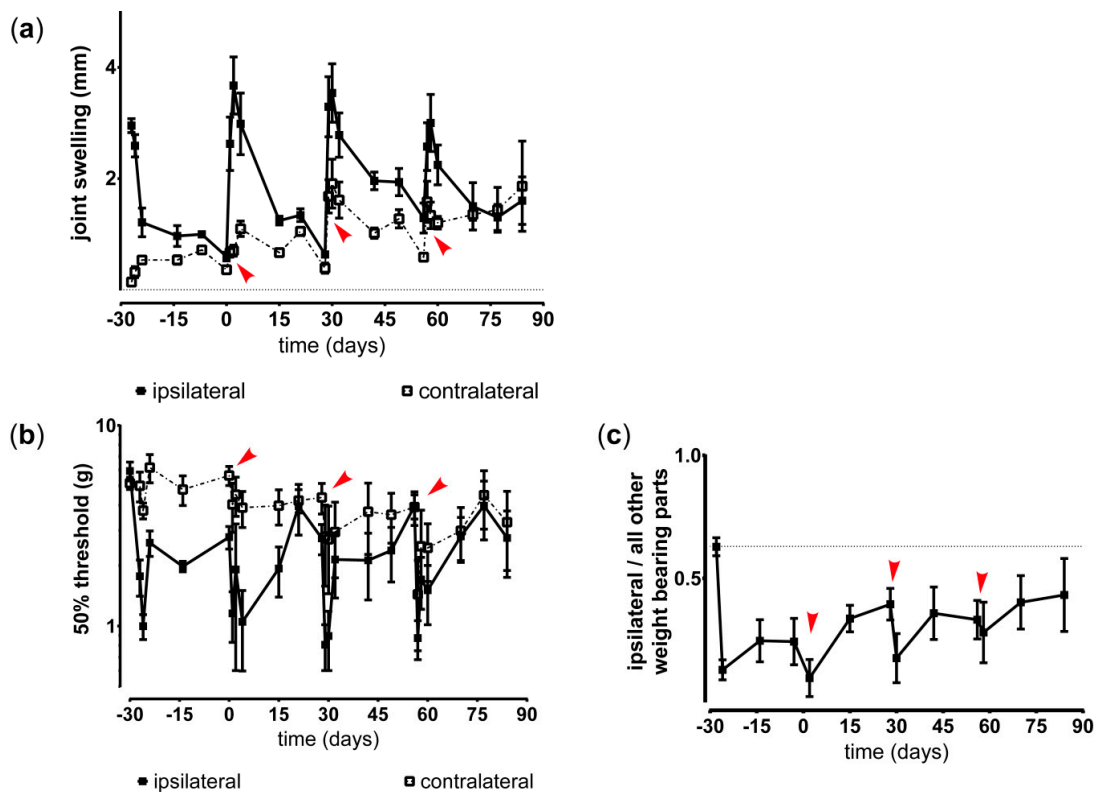 (a)
joint swelling (mm)
4
2
-30 -15 0 15 30 45 60 75 90
time (days)
ipsilateral contralateral
(b)
50% threshold (g)
10
1
-30 -15 0 15 30 45 60 75 90
time (days)
ipsilateral contralateral
(c)
ipsilateral / all other
weight bearing parts
1.0
0.5
-30 -15 0 15 30 45 60 75 90
time (days)